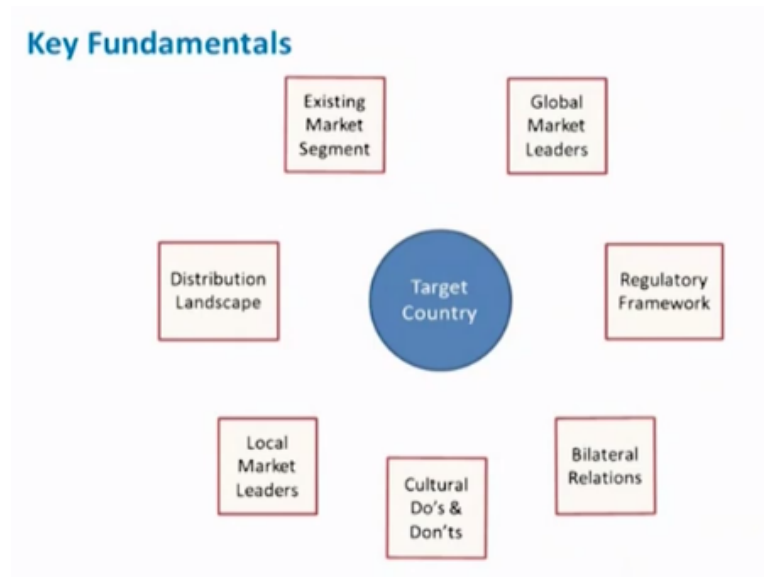 Key Fundamentals
Existing
Market
Segment
Global
Market
Leaders
Distribution
Landscape
Target
Country
Regulatory
Framework
Local
Market
Leaders
Cultural
Do's &
Don'ts
Bilateral
Relations